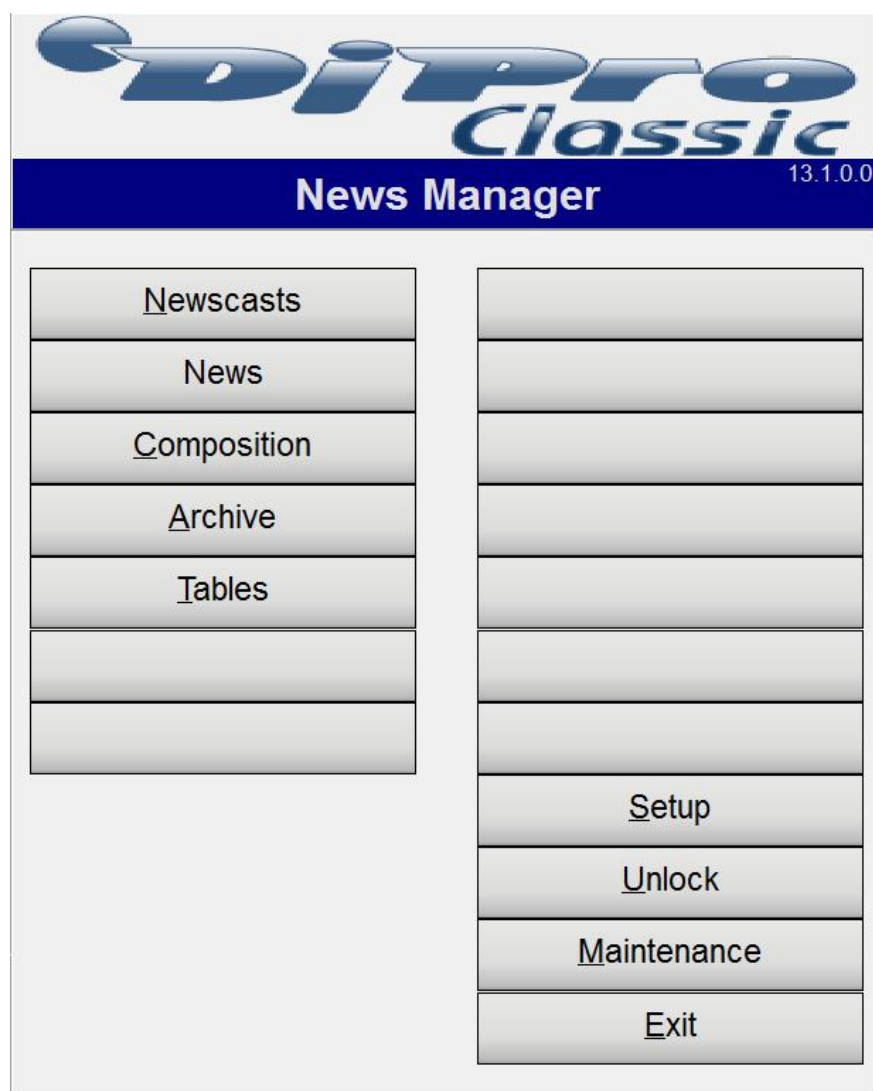 DiPro
Classic
13.1.0.0
News Manager
Newscasts
News
Composition
Archive
Tables
Setup
Unlock
Maintenance
Exit